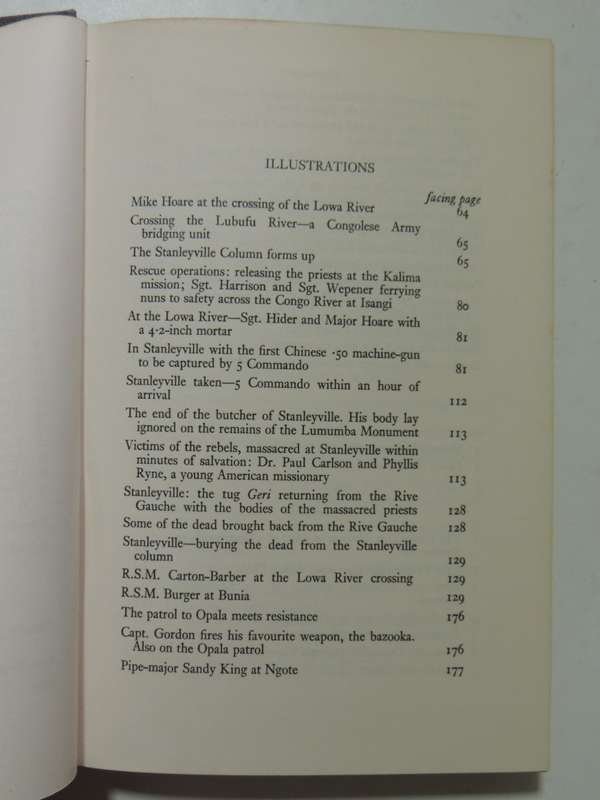 ILLUSTRATIONS
facing page
Mike Hoare at the crossing of the Lowa River 64
Crossing the Lubufu River—a Congolese Army
bridging unit 65
The Stanleyville Column forms up 65
Rescue operations: releasing the priests at the Kalima
mission; Sgt. Harrison and Sgt. Wepener ferrying
nuns to safety across the Congo River at Isangi 80
At the Lowa River—Sgt. Hider and Major Hoare with
a 4·2-inch mortar 81
In Stanleyville with the first Chinese ·50 machine-gun
to be captured by 5 Commando 81
Stanleyville taken—5 Commando within an hour of
arrival 112
The end of the butcher of Stanleyville. His body lay
ignored on the remains of the Lumumba Monument 113
Victims of the rebels, massacred at Stanleyville within
minutes of salvation: Dr. Paul Carlson and Phyllis
Ryne, a young American missionary 113
Stanleyville: the tug Geri returning from the Rive
Gauche with the bodies of the massacred priests 128
Some of the dead brought back from the Rive Gauche 128
Stanleyville—burying the dead from the Stanleyville
column 129
R.S.M. Carton-Barber at the Lowa River crossing 129
R.S.M. Burger at Bunia 129
The patrol to Opala meets resistance 176
Capt. Gordon fires his favourite weapon, the bazooka.
Also on the Opala patrol 176
Pipe-major Sandy King at Ngote 177